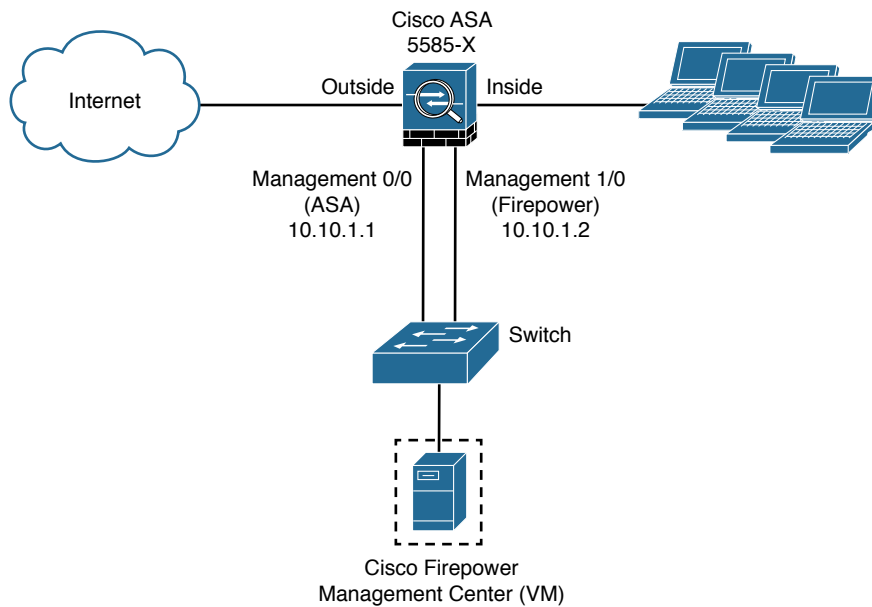 Cisco ASA
5585-X
Internet
Outside
Inside
Management 0/0
(ASA)
10.10.1.1
Management 1/0
(Firepower)
10.10.1.2
Switch
Cisco Firepower
Management Center (VM)